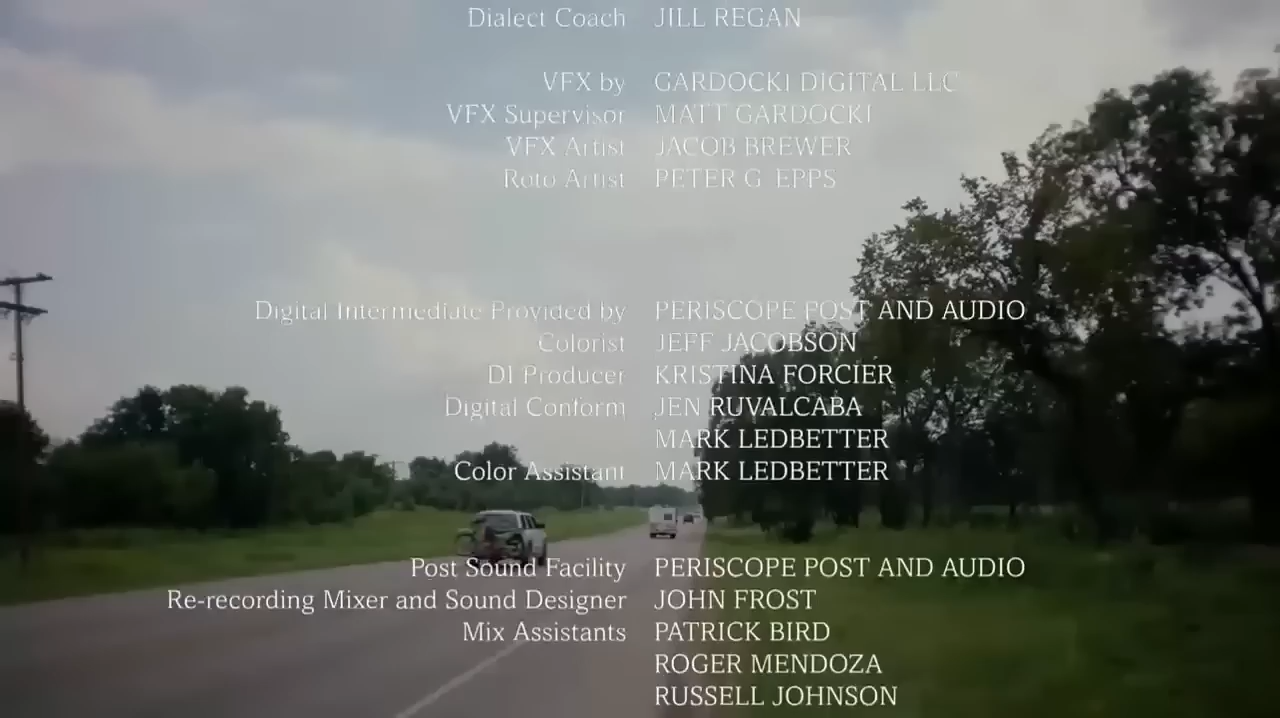 Dialect Coach JILL REGAN
VFX by GARDOCKI DIGITAL LLC
VFX Supervisor MATT GARDOCKI
VFX Artist JACOB BREWER
Roto Artist PETER G EPPS
Digital Intermediate Provided by PERISCOPE POST AND AUDIO
Colorist JEFF JACOBSON
DI Producer KRISTINA FORCIER
Digital Conform JEN RUVALCABA
MARK LEDBETTER
Color Assistant MARK LEDBETTER
Post Sound Facility PERISCOPE POST AND AUDIO
Re-recording Mixer and Sound Designer JOHN FROST
Mix Assistants PATRICK BIRD
ROGER MENDOZA
RUSSELL JOHNSON